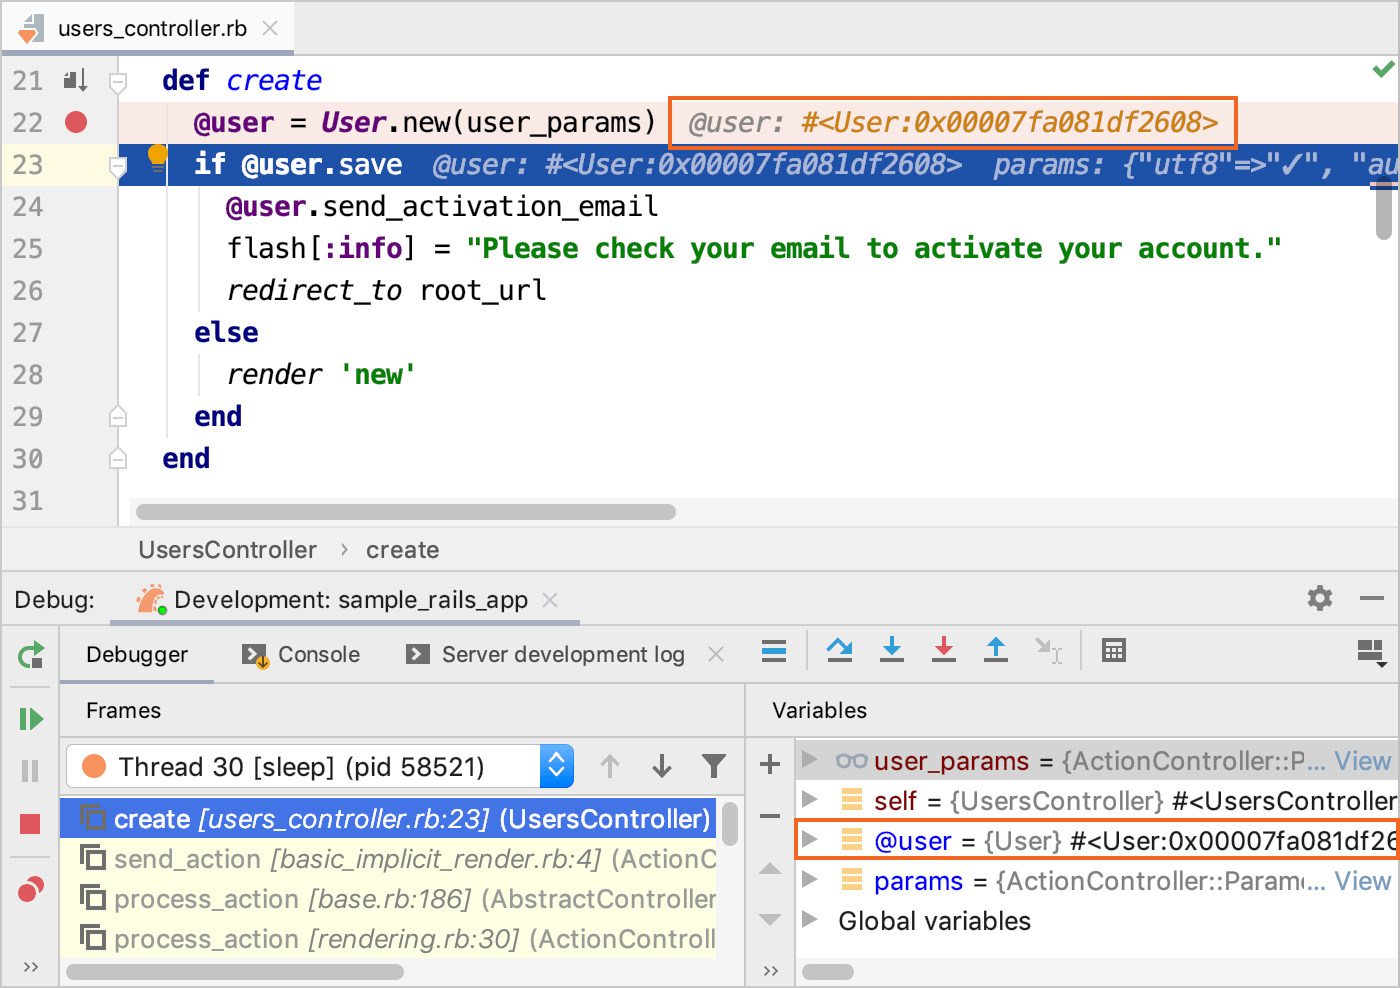 users_controller.rb
21 def create
22 @user = User.new(user_params) @user: #<User:0x00007fa081df2608>
23 if @user.save @user: #<User:0x00007fa081df2608> params: {"utf8"=>"✓", "au
24 @user.send_activation_email
25 flash[:info] = "Please check your email to activate your account."
26 redirect_to root_url
27 else
28 render 'new'
29 end
30 end
31
UsersController › create
Debug: Development: sample_rails_app
Debugger Console Server development log
Frames
Variables
Thread 30 [sleep] (pid 58521)
create [users_controller.rb:23] (UsersController)
send_action [basic_implicit_render.rb:4] (ActionC
process_action [base.rb:186] (AbstractController
process_action [rendering.rb:30] (ActionControll
user_params = {ActionController::P... View
self = {UsersController} #<UsersController
@user = {User} #<User:0x00007fa081df26
params = {ActionController::Param... View
Global variables